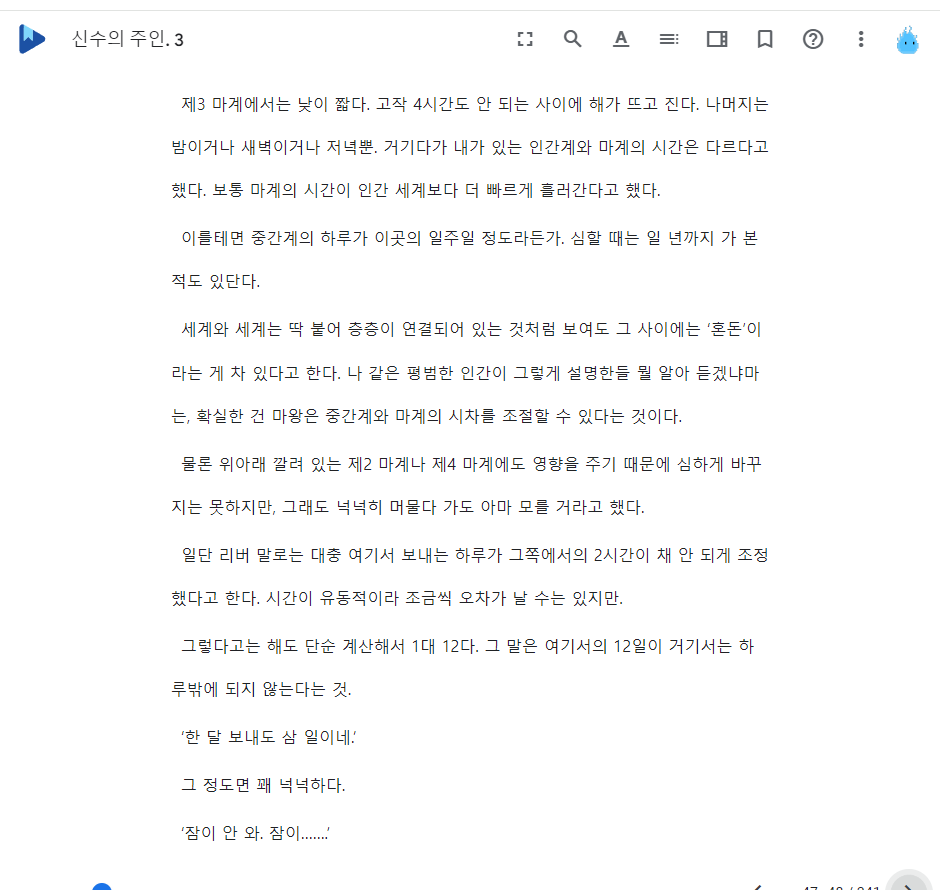 신수의 주인. 3
제3 마계에서는 낮이 짧다. 고작 4시간도 안 되는 사이에 해가 뜨고 진다. 나머지는
밤이거나 새벽이거나 저녁뿐. 거기다가 내가 있는 인간계와 마계의 시간은 다르다고
했다. 보통 마계의 시간이 인간 세계보다 더 빠르게 흘러간다고 했다.
이를테면 중간계의 하루가 이곳의 일주일 정도라든가. 심할 때는 일 년까지 가 본
적도 있단다.
세계와 세계는 딱 붙어 층층이 연결되어 있는 것처럼 보여도 그 사이에는 ‘혼돈’이
라는 게 차 있다고 한다. 나 같은 평범한 인간이 그렇게 설명한들 뭘 알아 듣겠냐마
는, 확실한 건 마왕은 중간계와 마계의 시차를 조절할 수 있다는 것이다.
물론 위아래 깔려 있는 제2 마계나 제4 마계에도 영향을 주기 때문에 심하게 바꾸
지는 못하지만, 그래도 넉넉히 머물다 가도 아마 모를 거라고 했다.
일단 리버 말로는 대충 여기서 보내는 하루가 그쪽에서의 2시간이 채 안 되게 조정
했다고 한다. 시간이 유동적이라 조금씩 오차가 날 수는 있지만.
그렇다고는 해도 단순 계산해서 1대 12다. 그 말은 여기서의 12일이 거기서는 하
루밖에 되지 않는다는 것.
‘한 달 보내도 삼 일이네.’
그 정도면 꽤 넉넉하다.
‘잠이 안 와. 잠이…….’